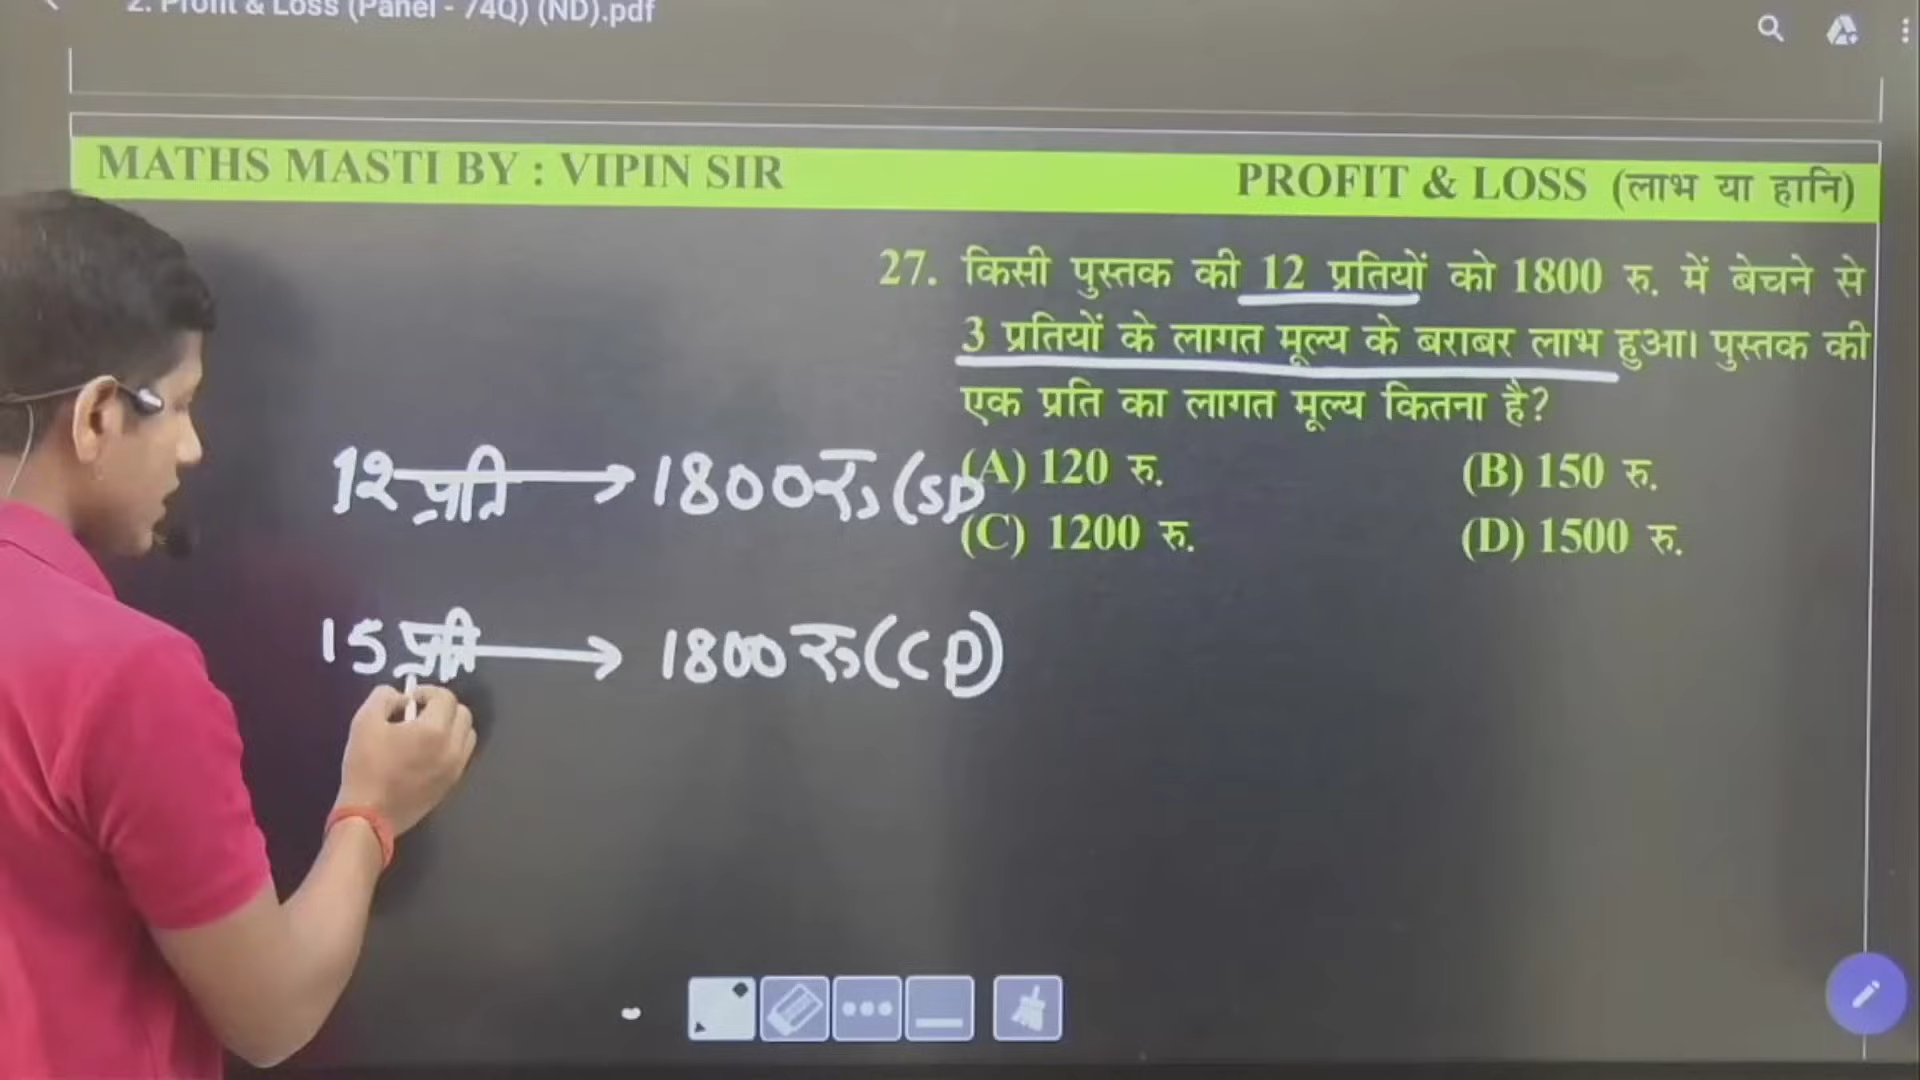 2. Profit & Loss (Panel - 74Q) (ND).pdf
MATHS MASTI BY : VIPIN SIR
PROFIT & LOSS (लाभ या हानि)
27. किसी पुस्तक की 12 प्रतियों को 1800 रु. में बेचने से
3 प्रतियों के लागत मूल्य के बराबर लाभ हुआ। पुस्तक की
एक प्रति का लागत मूल्य कितना है?
(A) 120 रु. (B) 150 रु.
(C) 1200 रु. (D) 1500 रु.
12 प्रति → 1800रु (SP
15 प्रती → 1800रु (CP)